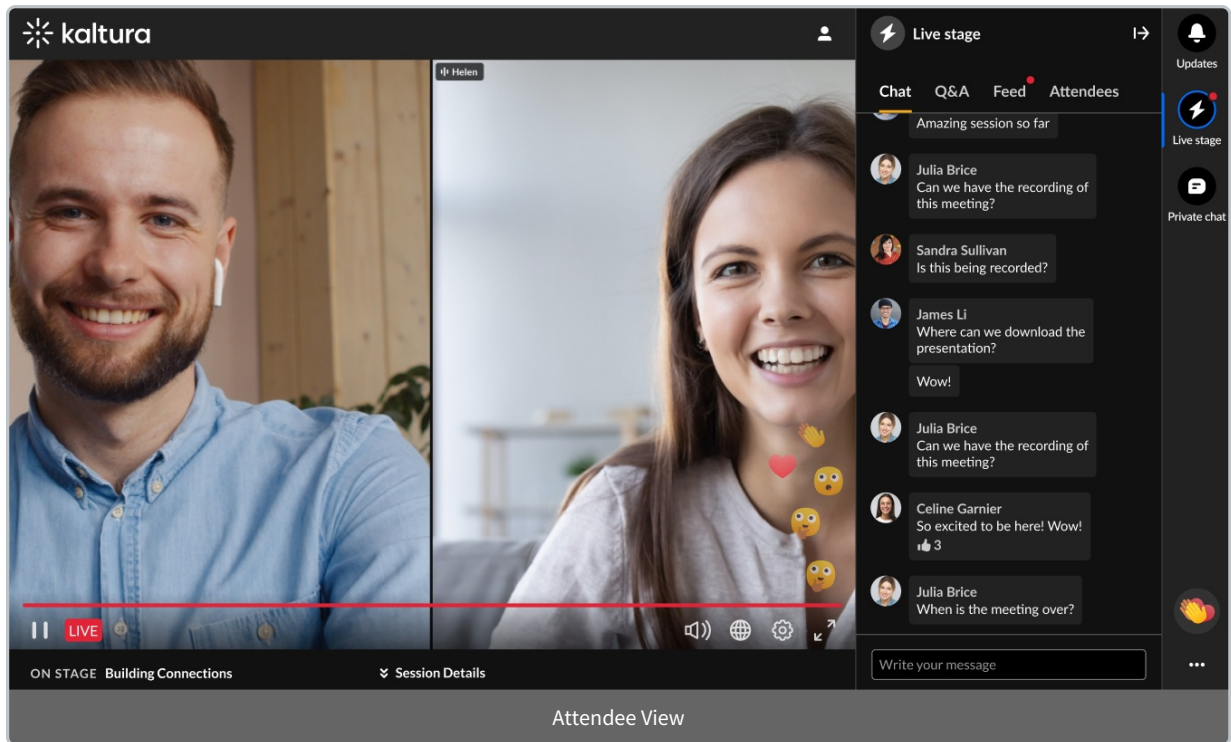 kaltura
Helen
LIVE
ON STAGE Building Connections
Session Details
Live stage
Chat Q&A Feed Attendees
Amazing session so far
Julia Brice
Can we have the recording of
this meeting?
Sandra Sullivan
Is this being recorded?
James Li
Where can we download the
presentation?
Wow!
Julia Brice
Can we have the recording of
this meeting?
Celine Garnier
So excited to be here! Wow!
3
Julia Brice
When is the meeting over?
Write your message
Updates
Live stage
Private chat
Attendee View